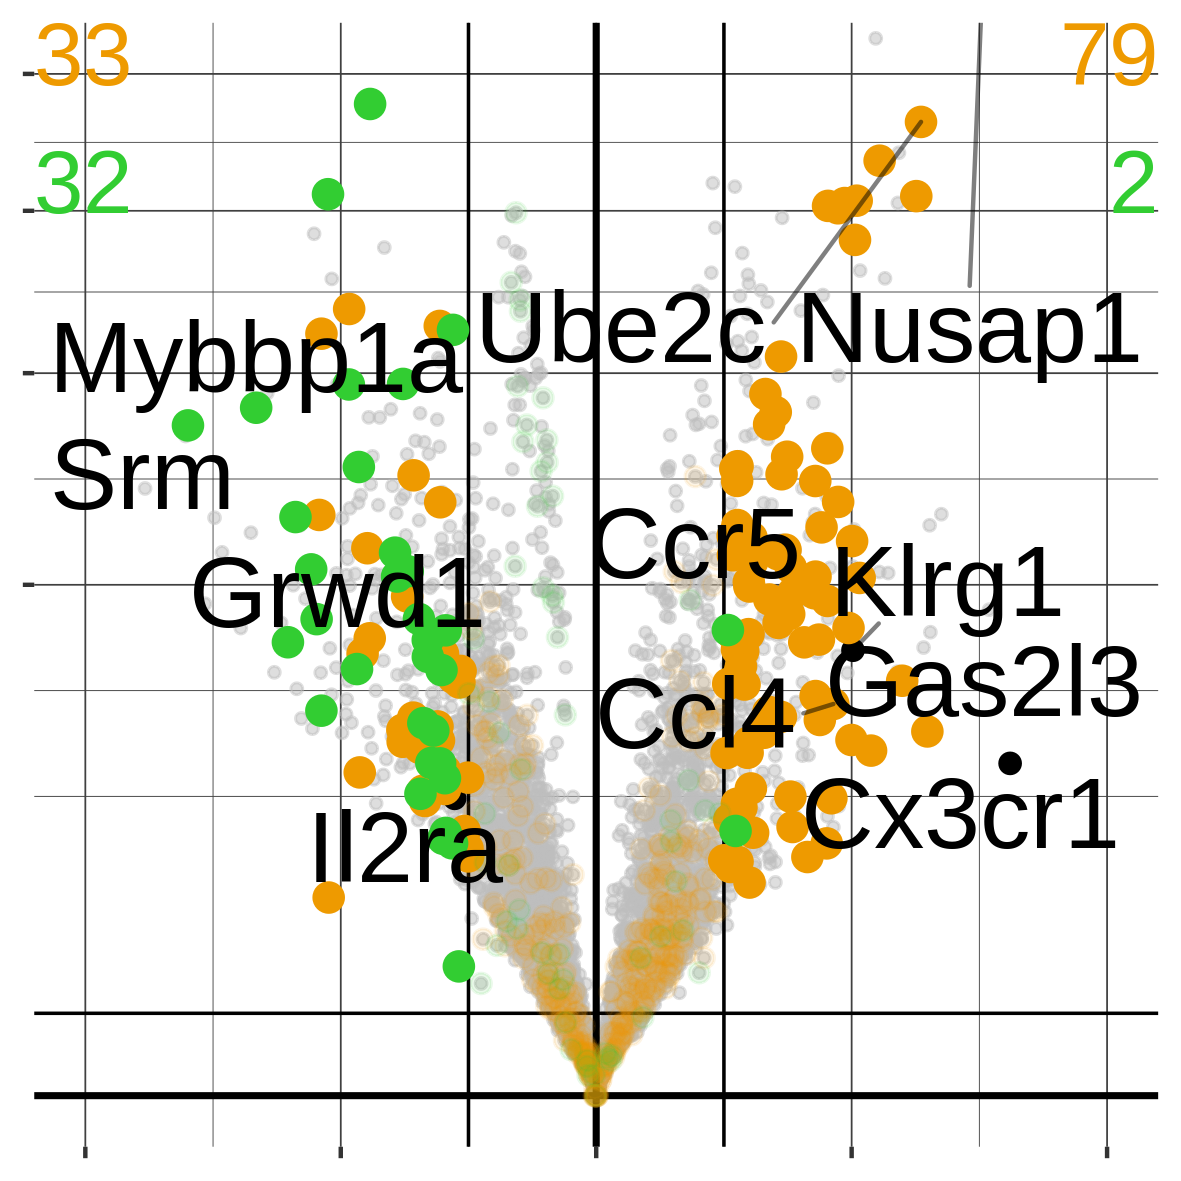 33
79
32
2
Ube2c
Nusap1
Mybbp1a
Srm
Ccr5
Klrg1
Grwd1
Gas2l3
Ccl4
Cx3cr1
Il2ra